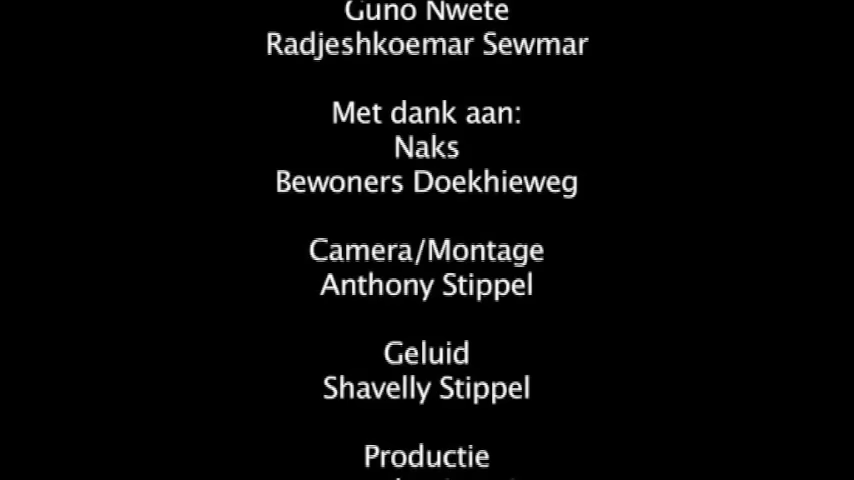 Guno Nwete
Radjeshkoemar Sewmar
Met dank aan:
Naks
Bewoners Doekhieweg
Camera/Montage
Anthony Stippel
Geluid
Shavelly Stippel
Productie